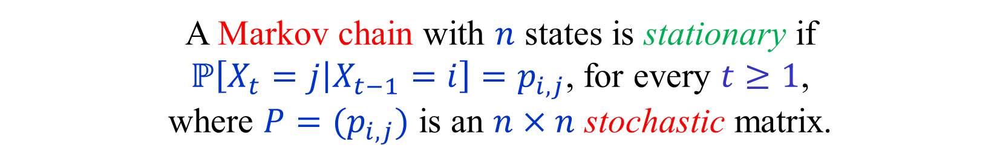 A Markov chain with n states is stationary if
ℙ[X_t = j|X_{t−1} = i] = p_{i,j}, for every t ≥ 1,
where P = (p_{i,j}) is an n × n stochastic matrix.